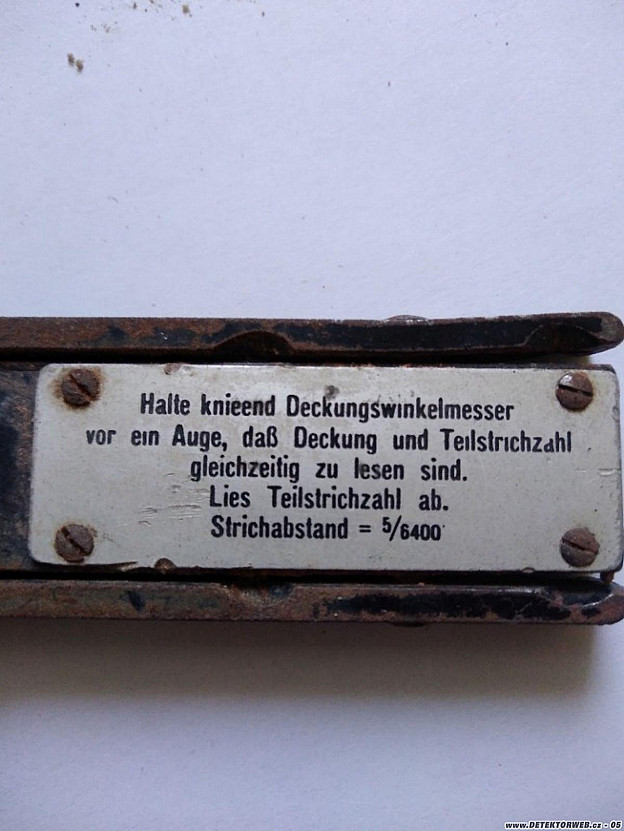 Halte knieend Deckungswinkelmesser
vor ein Auge, daß Deckung und Teilstrichzahl
gleichzeitig zu lesen sind.
Lies Teilstrichzahl ab.
Strichabstand = 5/6400
www.DETEKTORWEB.cz - 05